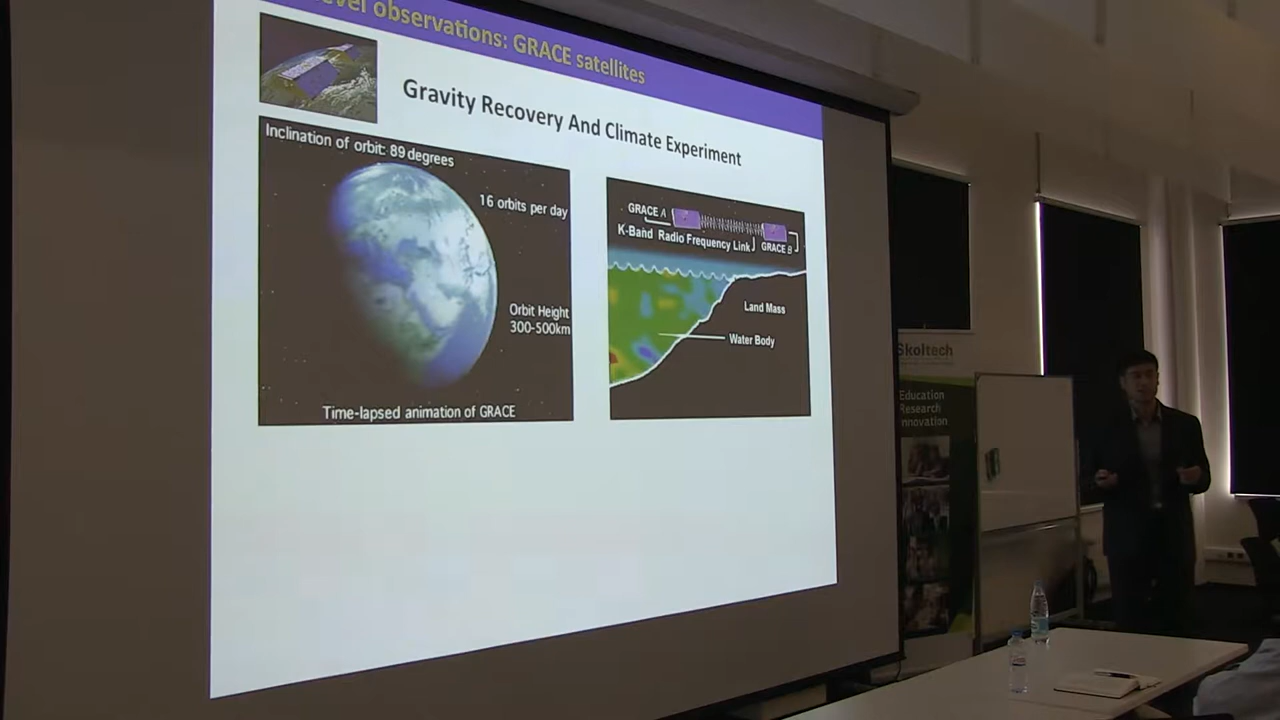 level observations: GRACE satellites
Gravity Recovery And Climate Experiment
Inclination of orbit: 89 degrees
16 orbits per day
Orbit Height
300-500km
Time-lapsed animation of GRACE
GRACE A
K-Band Radio Frequency Link
GRACE B
Land Mass
Water Body
Skoltech
Education
Research
Innovation